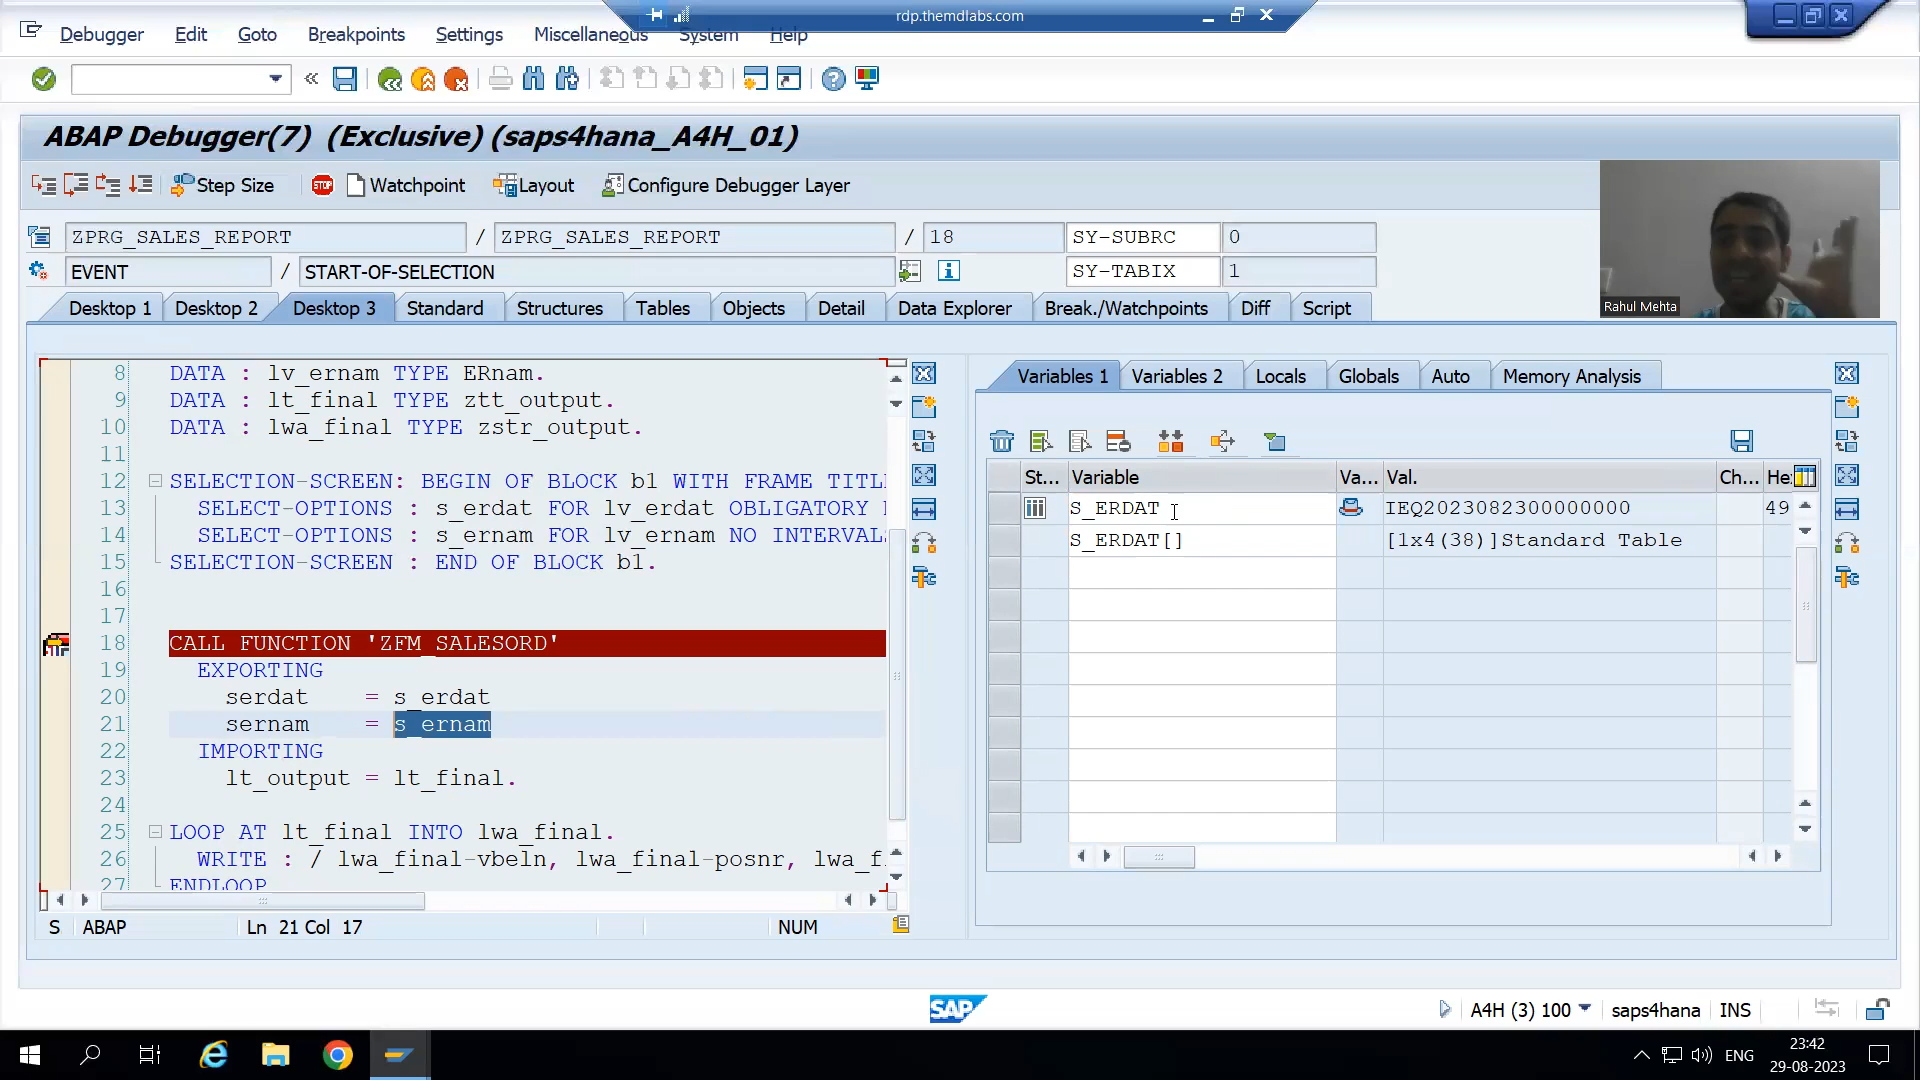 rdp.themdlabs.com
Debugger Edit Goto Breakpoints Settings Miscellaneous System Help
ABAP Debugger(7) (Exclusive) (saps4hana_A4H_01)
Step Size STOP Watchpoint Layout Configure Debugger Layer
ZPRG_SALES_REPORT / ZPRG_SALES_REPORT / 18 SY-SUBRC 0
EVENT / START-OF-SELECTION SY-TABIX 1
Rahul Mehta
Desktop 1 Desktop 2 Desktop 3 Standard Structures Tables Objects Detail Data Explorer Break./Watchpoints Diff Script
8 DATA : lv_ernam TYPE ERnam.
9 DATA : lt_final TYPE ztt_output.
10 DATA : lwa_final TYPE zstr_output.
11
12 SELECTION-SCREEN: BEGIN OF BLOCK b1 WITH FRAME TITLE
13 SELECT-OPTIONS : s_erdat FOR lv_erdat OBLIGATORY
14 SELECT-OPTIONS : s_ernam FOR lv_ernam NO INTERVALS
15 SELECTION-SCREEN : END OF BLOCK b1.
16
17
18 CALL FUNCTION 'ZFM_SALESORD'
19 EXPORTING
20 serdat = s_erdat
21 sernam = s_ernam
22 IMPORTING
23 lt_output = lt_final.
24
25 LOOP AT lt_final INTO lwa_final.
26 WRITE : / lwa_final-vbeln, lwa_final-posnr, lwa_f
27 ENDLOOP
S ABAP Ln 21 Col 17 NUM
Variables 1 Variables 2 Locals Globals Auto Memory Analysis
St... Variable Va... Val. Ch... He
S_ERDAT IEQ2023082300000000 49
S_ERDAT[] [1x4(38)]Standard Table
SAP
A4H (3) 100 saps4hana INS
ENG
23:42
29-08-2023